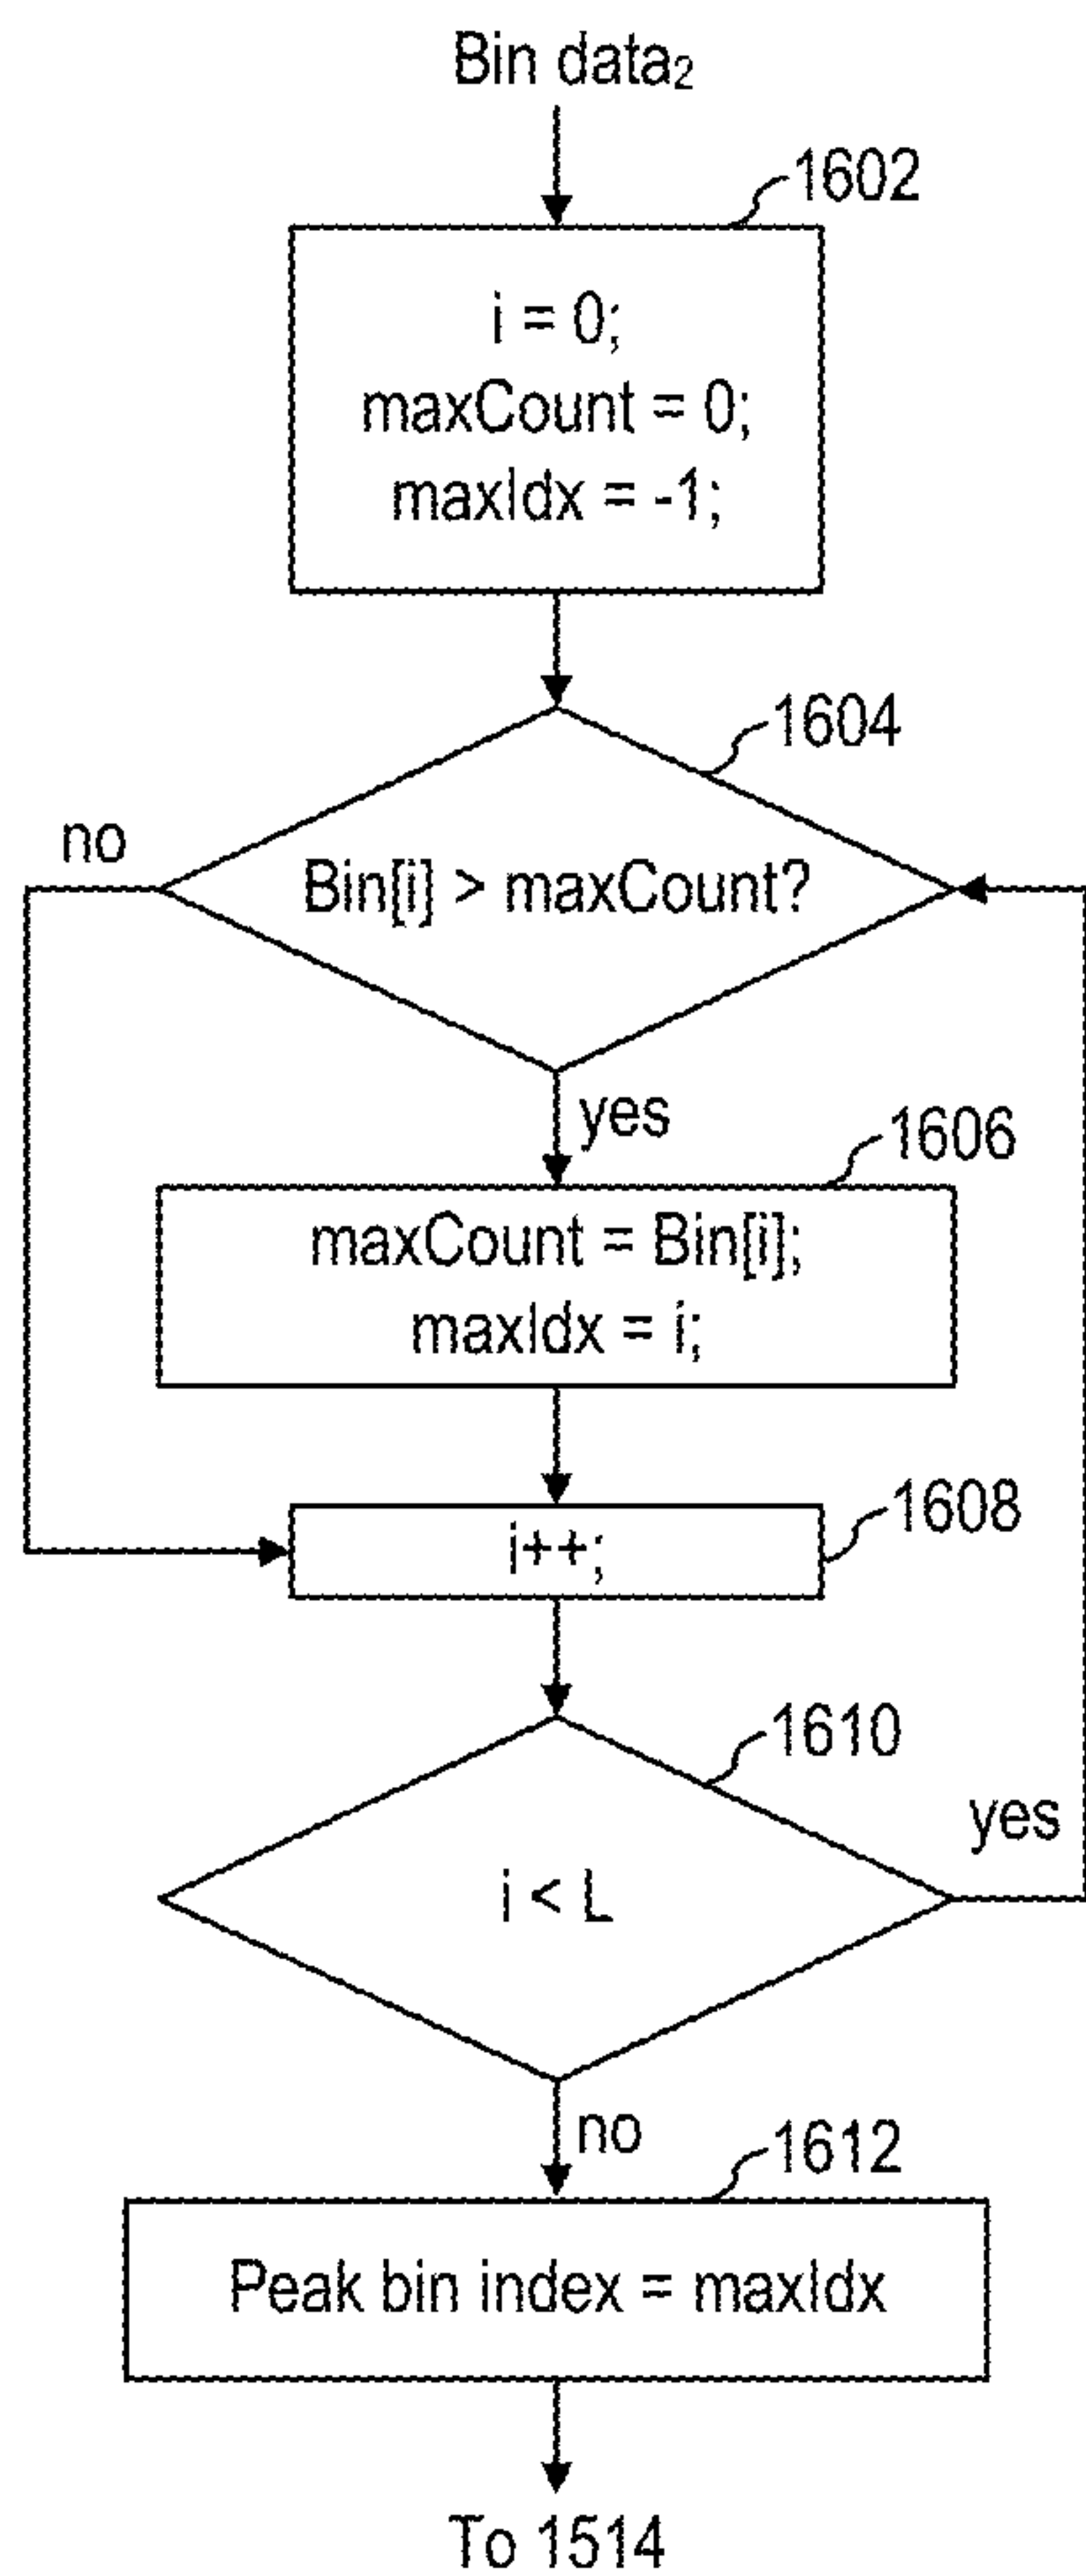 Bin data₂
1602
i = 0;
maxCount = 0;
maxIdx = -1;
1604
no
Bin[i] > maxCount?
yes
1606
maxCount = Bin[i];
maxIdx = i;
1608
i++;
1610
yes
i < L
no
1612
Peak bin index = maxIdx
To 1514